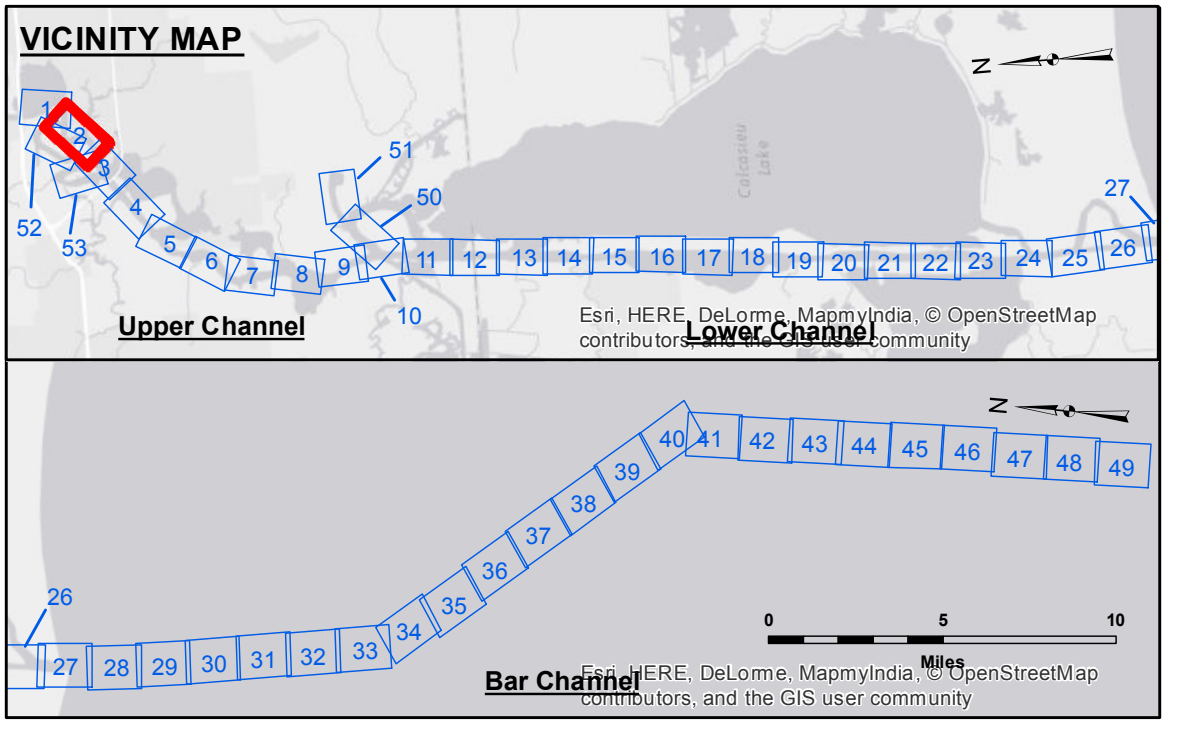 VICINITY MAP
N
1
2
3
52
53
4
5
6
7
8
9
51
50
10
11 12 13 14 15 16 17 18 19 20 21 22 23 24 25 26
27
Calcasieu
Lake
Upper Channel
Lower Channel
Esri, HERE, DeLorme, MapmyIndia, © OpenStreetMap
contributors, and the GIS user community
N
26
27 28 29 30 31 32 33 34 35 36 37 38 39 40 41 42 43 44 45 46 47 48 49
0 5 10
Miles
Bar Channel
Esri, HERE, DeLorme, MapmyIndia, © OpenStreetMap
contributors, and the GIS user community